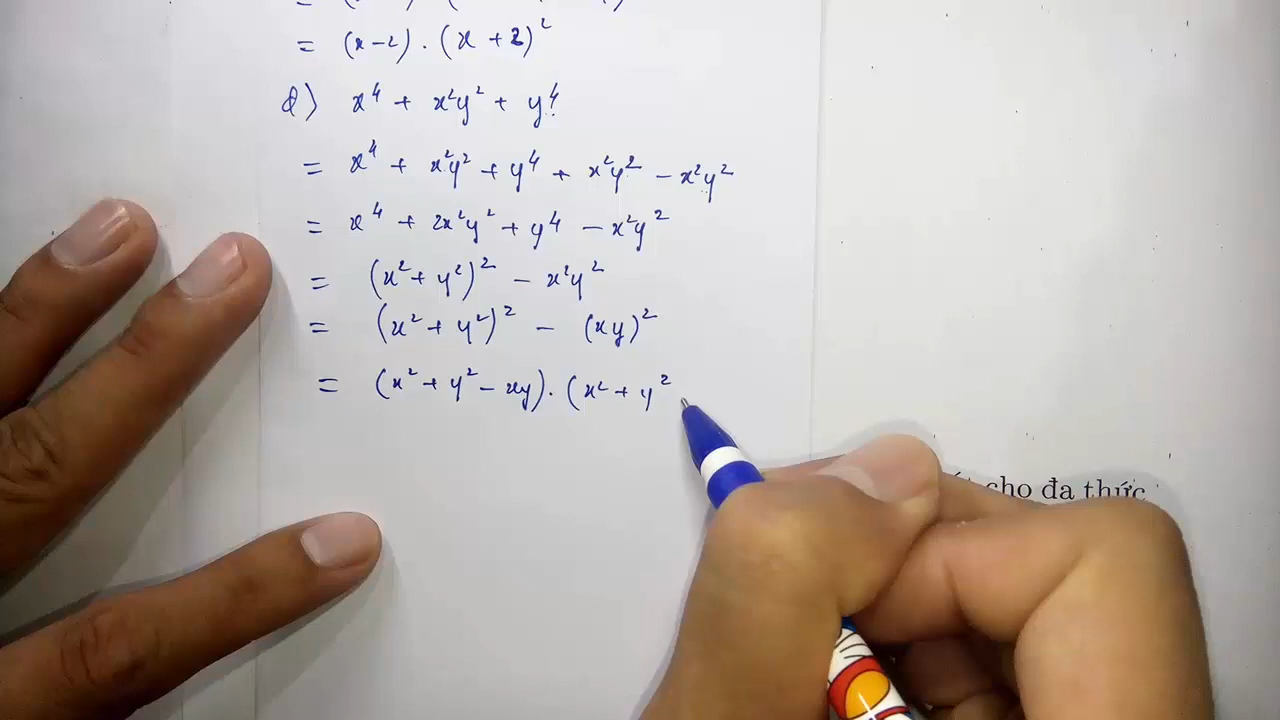 = (x-2) . (x + 2)²
d) x⁴ + x²y² + y⁴
= x⁴ + x²y² + y⁴ + x²y² - x²y²
= x⁴ + 2x²y² + y⁴ - x²y²
= (x² + y²)² - x²y²
= (x² + y²)² - (xy)²
= (x² + y² - xy) . (x² + y²
cho đa thức